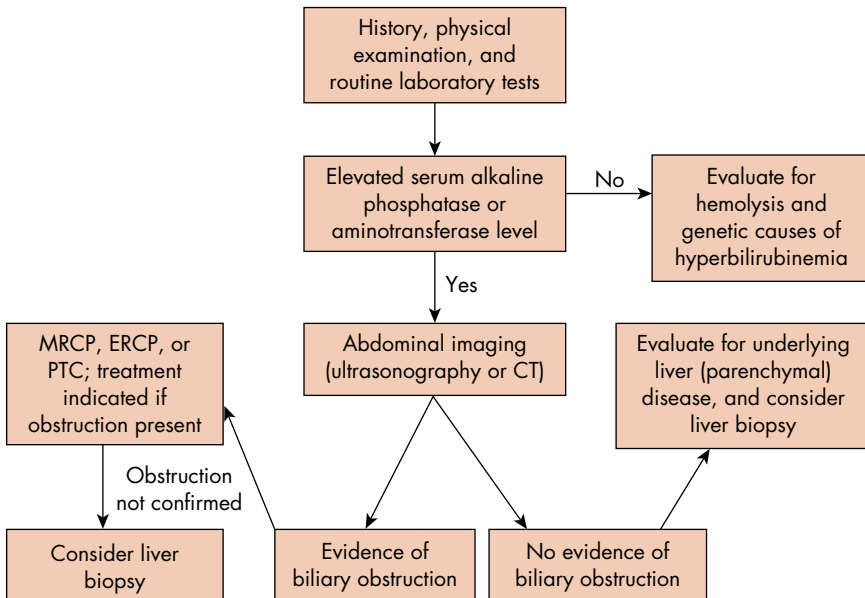 History, physical
examination, and
routine laboratory tests
Elevated serum alkaline
phosphatase or
aminotransferase level
No
Evaluate for
hemolysis and
genetic causes of
hyperbilirubinemia
Yes
MRCP, ERCP, or
PTC; treatment
indicated if
obstruction present
Abdominal imaging
(ultrasonography or CT)
Evaluate for underlying
liver (parenchymal)
disease, and consider
liver biopsy
Obstruction
not confirmed
Consider liver
biopsy
Evidence of
biliary obstruction
No evidence of
biliary obstruction